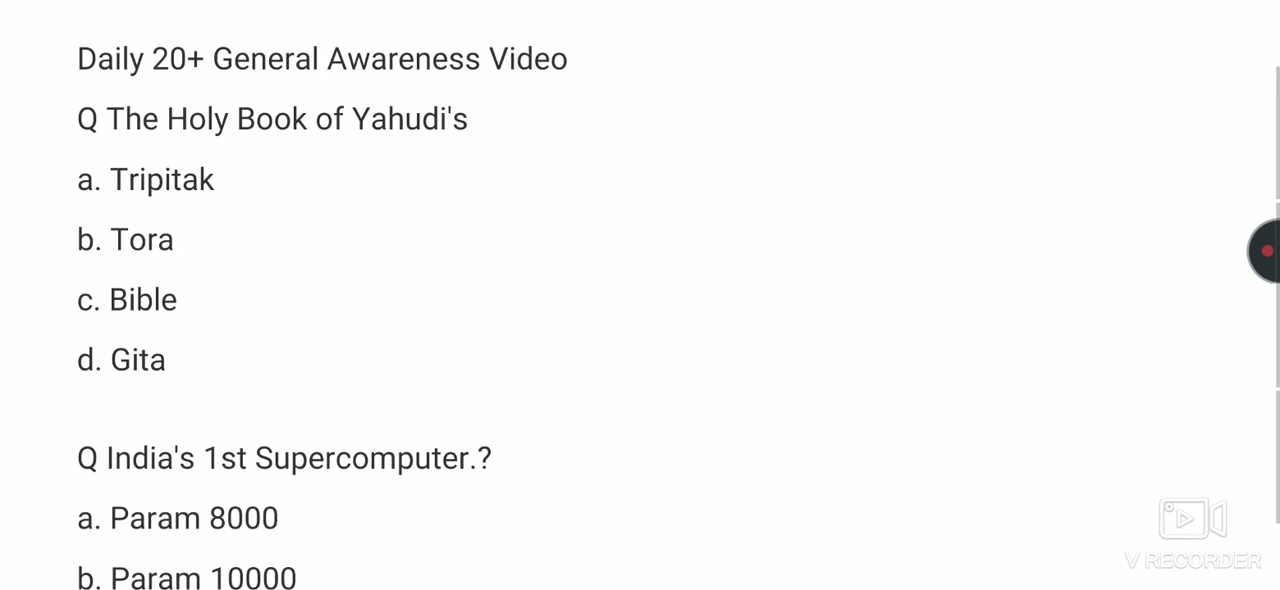 Daily 20+ General Awareness Video
Q The Holy Book of Yahudi's
a. Tripitak
b. Tora
c. Bible
d. Gita
Q India's 1st Supercomputer.?
a. Param 8000
b. Param 10000
V RECORDER